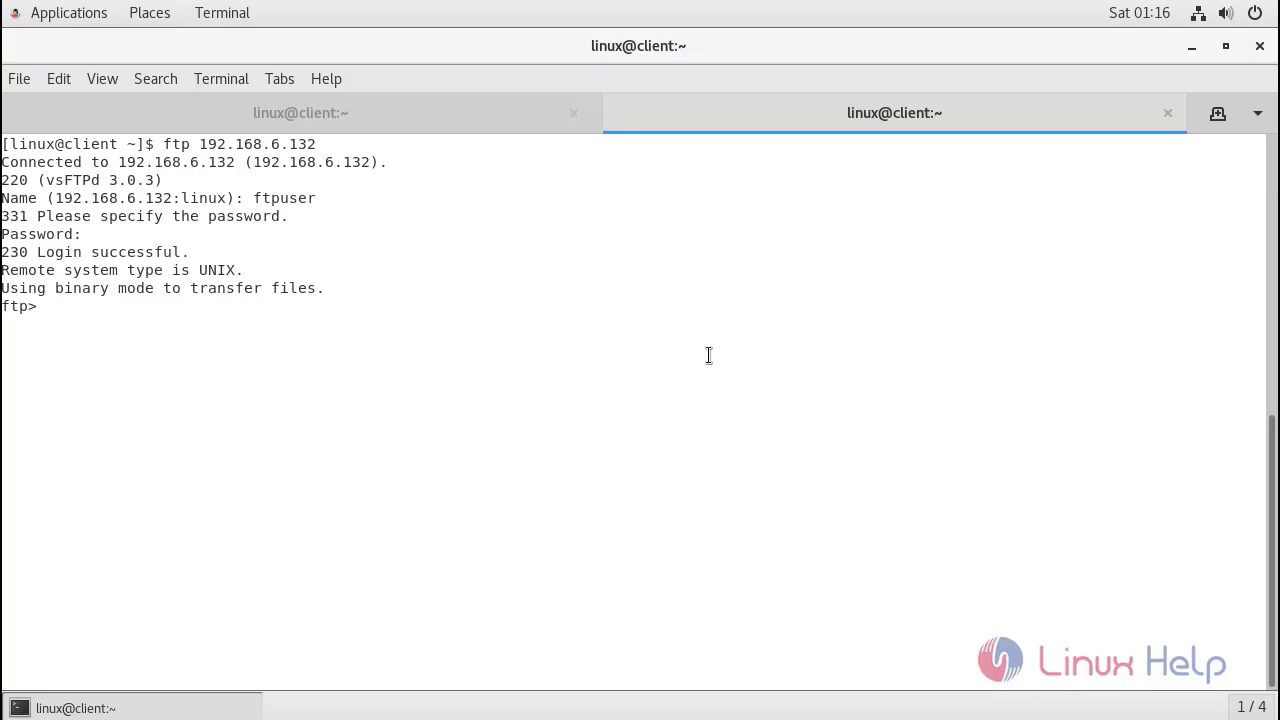 Applications Places Terminal Sat 01:16
linux@client:~
File Edit View Search Terminal Tabs Help
linux@client:~ linux@client:~
[linux@client ~]$ ftp 192.168.6.132
Connected to 192.168.6.132 (192.168.6.132).
220 (vsFTPd 3.0.3)
Name (192.168.6.132:linux): ftpuser
331 Please specify the password.
Password:
230 Login successful.
Remote system type is UNIX.
Using binary mode to transfer files.
ftp>
Linux Help
linux@client:~ 1 / 4